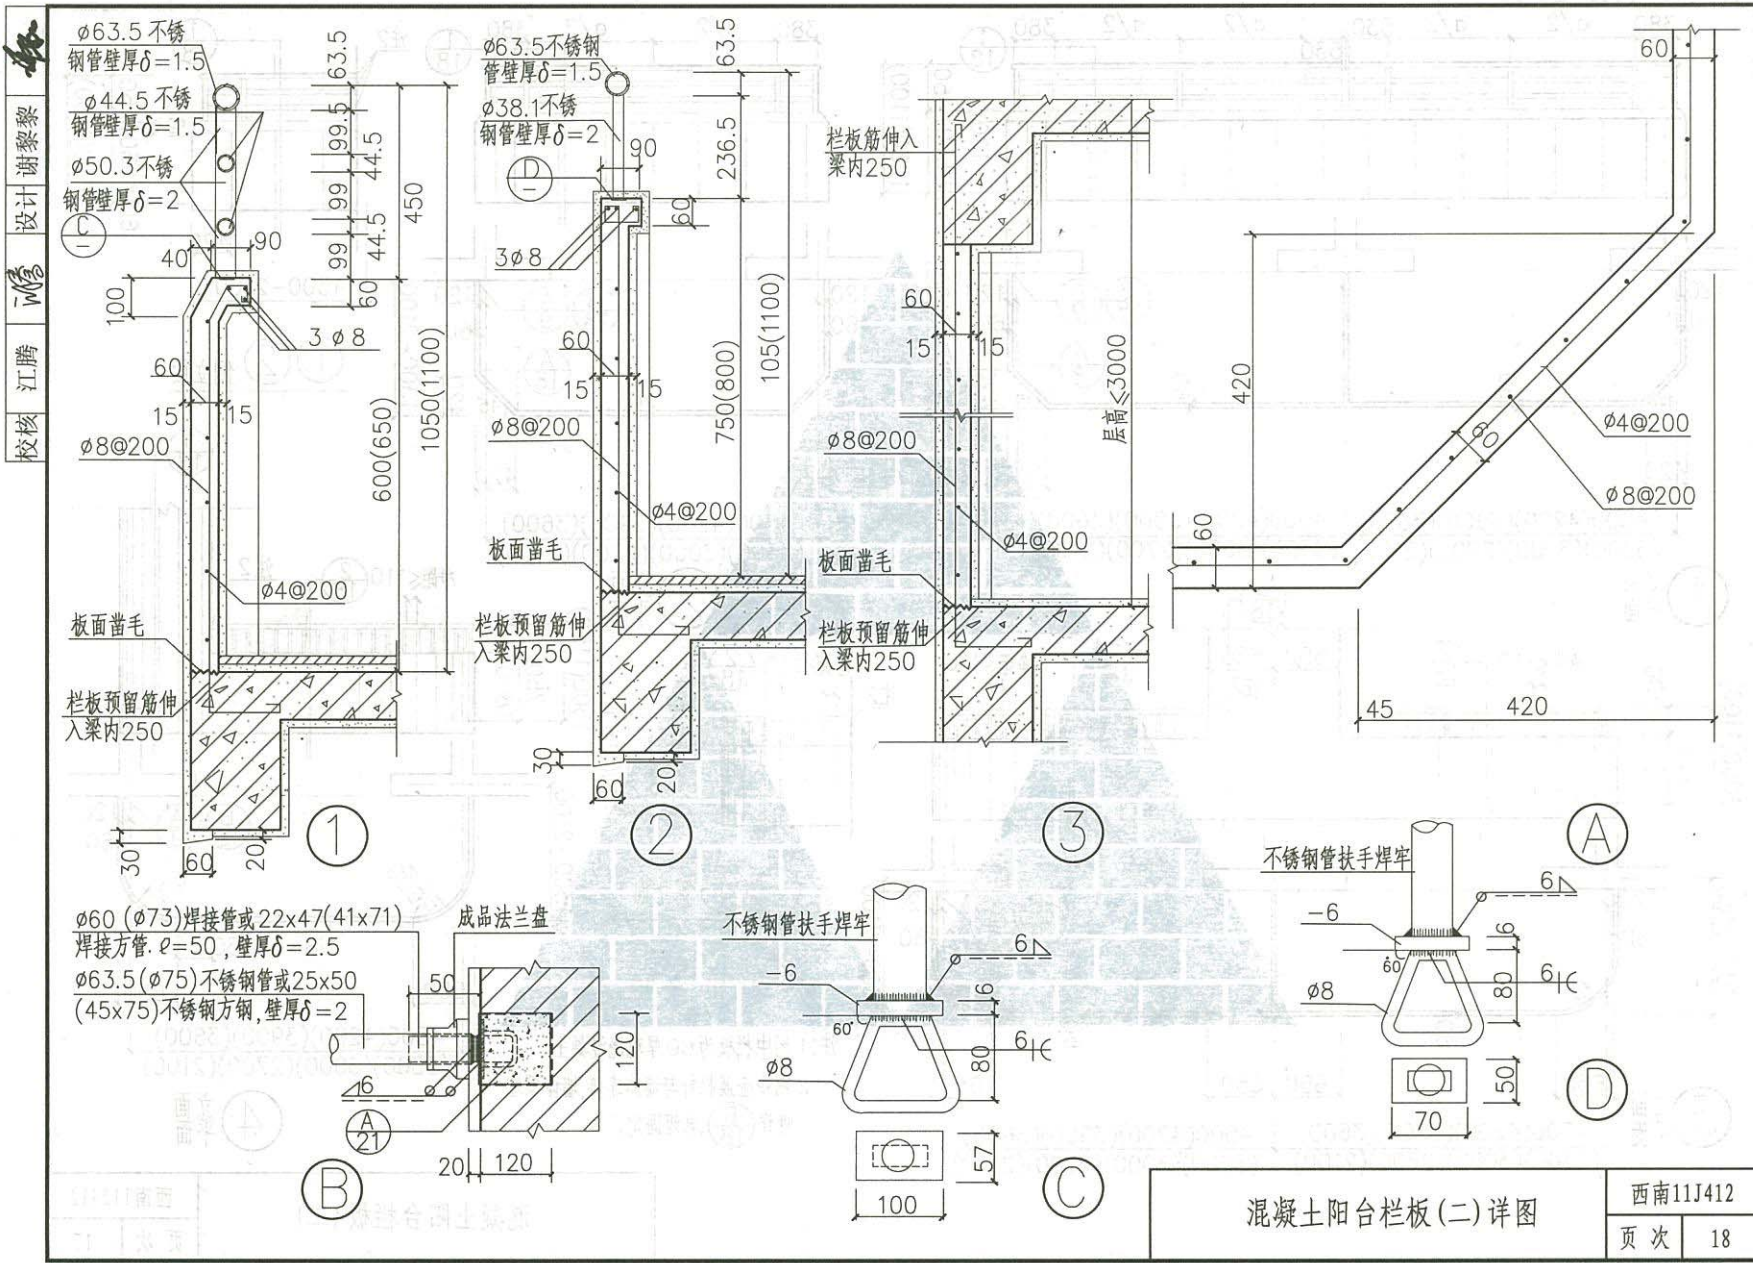 校核 江腾 设计 谢黎黎
ø63.5 不锈
钢管壁厚δ=1.5
ø44.5 不锈
钢管壁厚δ=1.5
ø50.3不锈
钢管壁厚δ=2
C
—
40
90
100
63.5
99.5
44.5
99
44.5
99
60
450
3ø8
60
15
15
ø8@200
600(650)
1050(1100)
ø4@200
板面凿毛
栏板预留筋伸
入梁内250
30
60
20
1
ø63.5不锈钢
管壁厚δ=1.5
ø38.1不锈
钢管壁厚δ=2
D
—
90
63.5
236.5
60
3ø8
60
15
15
ø8@200
750(800)
105(1100)
ø4@200
板面凿毛
栏板预留筋伸
入梁内250
30
60
20
2
栏板筋伸入
梁内250
60
15
15
层高≤3000
ø8@200
ø4@200
板面凿毛
栏板预留筋伸
入梁内250
3
60
420
60
ø4@200
ø8@200
60
45
420
A
ø60 (ø73)焊接管或22x47(41x71)
焊接方管.ℓ=50,壁厚δ=2.5
ø63.5(ø75)不锈钢管或25x50
(45x75)不锈钢方钢,壁厚δ=2
成品法兰盘
50
120
6
A
21
20
120
B
不锈钢管扶手焊牢
-6
6
6
60°
80
6
ø8
57
100
C
不锈钢管扶手焊牢
-6
6
6
60°
80
6
ø8
50
70
D
混凝土阳台栏板(二)详图
西南11J412
页次 18